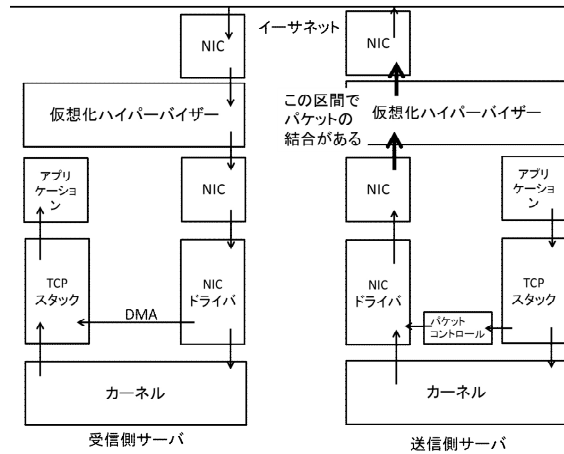 イーサネット
NIC
NIC
仮想化ハイパーバイザー
この区間で
パケットの
結合がある
仮想化ハイパーバイザー
アプリ
ケーショ
ン
NIC
NIC
アプリ
ケーショ
ン
TCP
スタック
DMA
NIC
ドライバ
NIC
ドライバ
パケット
コントロール
TCP
スタック
カーネル
カーネル
受信側サーバ
送信側サーバ